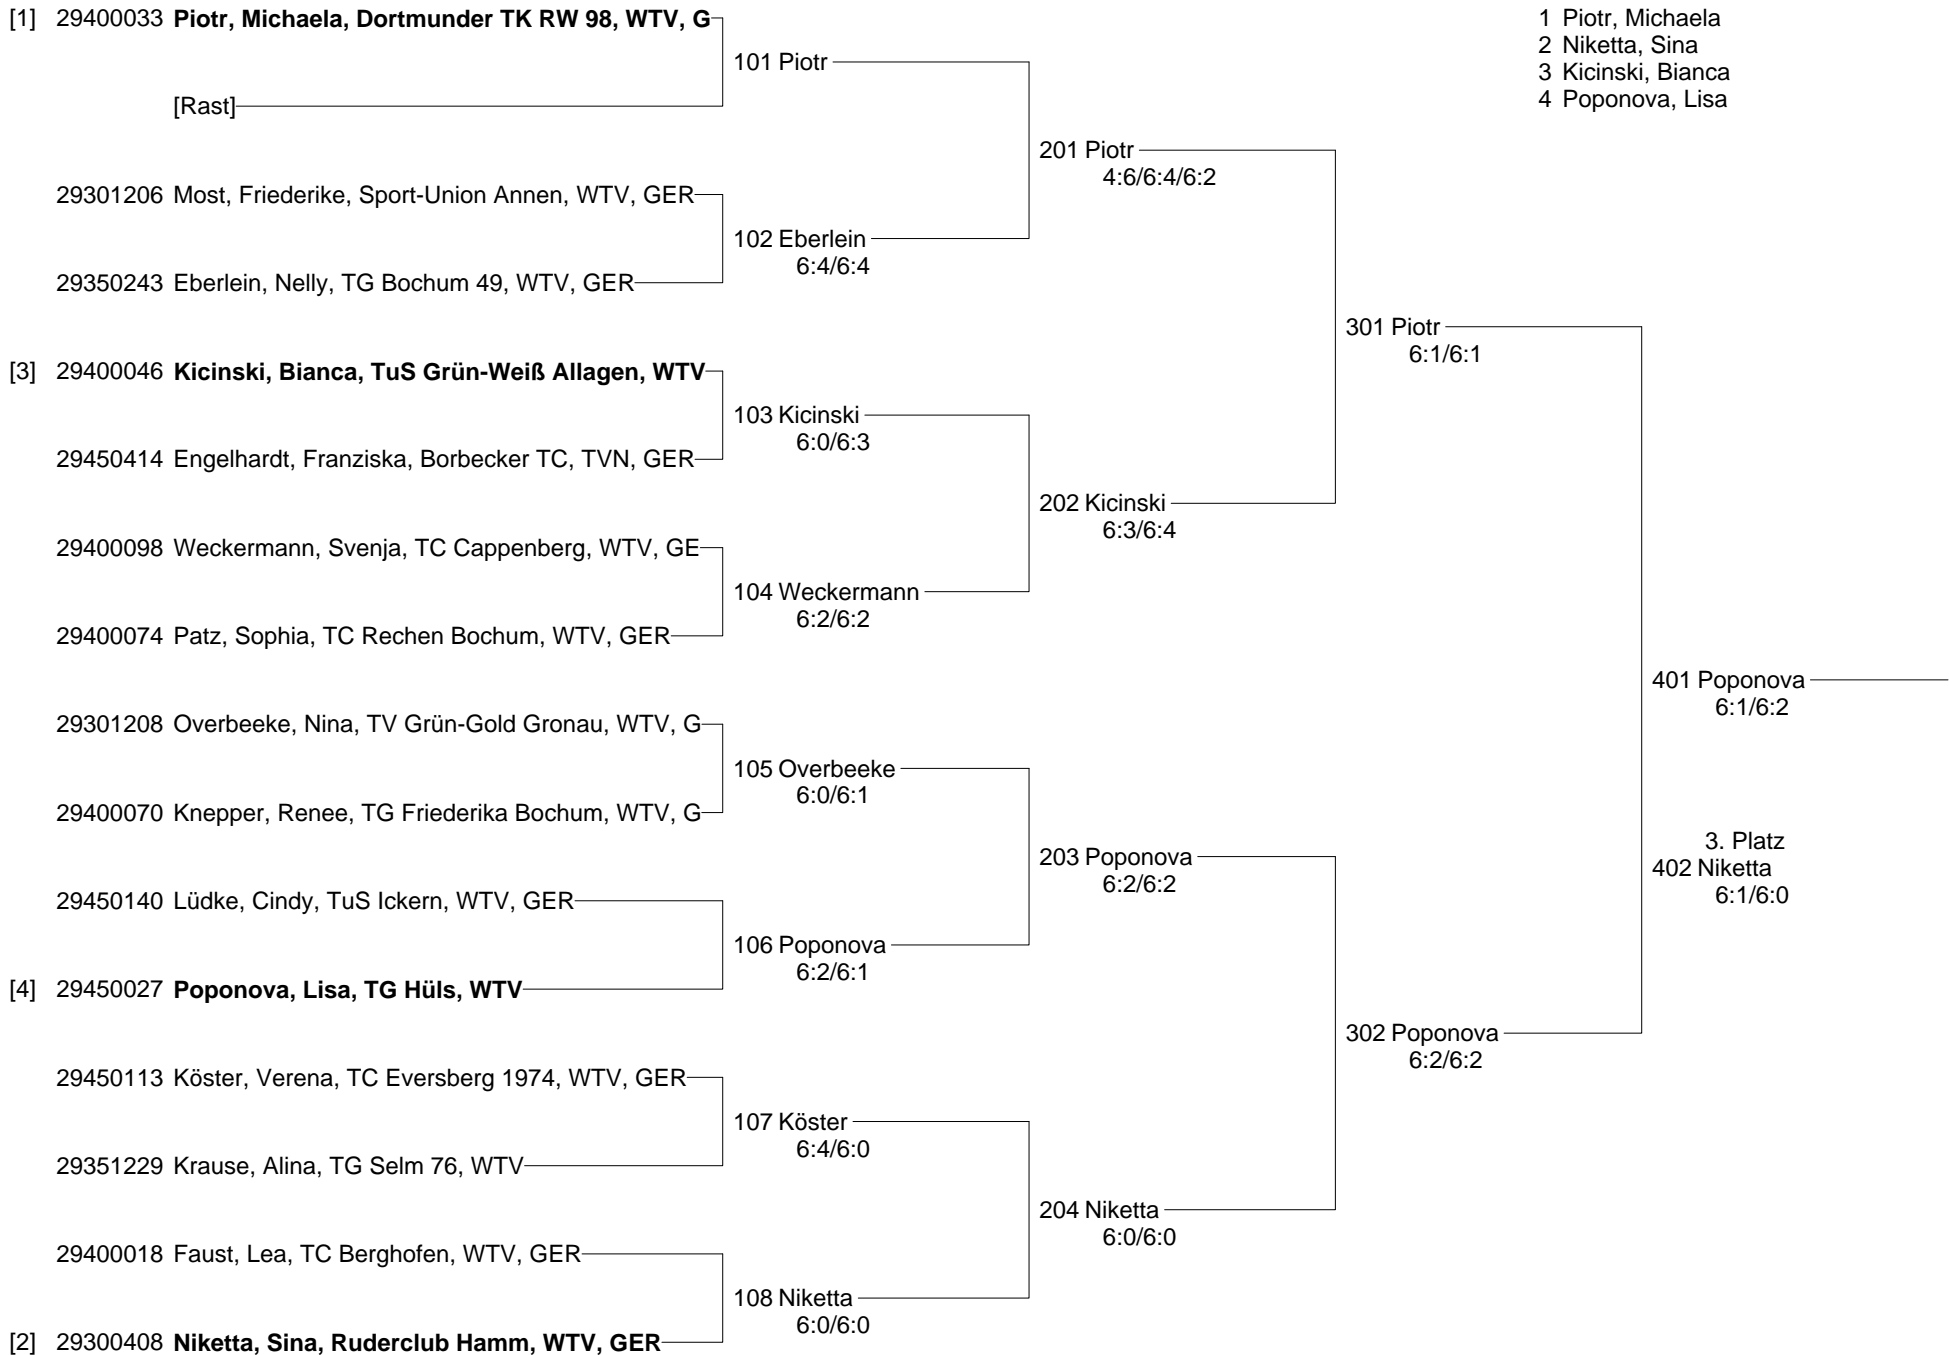 [1] 29400033 Piotr, Michaela, Dortmunder TK RW 98, WTV, G
[Rast]
29301206 Most, Friederike, Sport-Union Annen, WTV, GER
29350243 Eberlein, Nelly, TG Bochum 49, WTV, GER
[3] 29400046 Kicinski, Bianca, TuS Grün-Weiß Allagen, WTV
29450414 Engelhardt, Franziska, Borbecker TC, TVN, GER
29400098 Weckermann, Svenja, TC Cappenberg, WTV, GE
29400074 Patz, Sophia, TC Rechen Bochum, WTV, GER
29301208 Overbeeke, Nina, TV Grün-Gold Gronau, WTV, G
29400070 Knepper, Renee, TG Friederika Bochum, WTV, G
29450140 Lüdke, Cindy, TuS Ickern, WTV, GER
[4] 29450027 Poponova, Lisa, TG Hüls, WTV
29450113 Köster, Verena, TC Eversberg 1974, WTV, GER
29351229 Krause, Alina, TG Selm 76, WTV
29400018 Faust, Lea, TC Berghofen, WTV, GER
[2] 29300408 Niketta, Sina, Ruderclub Hamm, WTV, GER
101 Piotr
102 Eberlein
6:4/6:4
103 Kicinski
6:0/6:3
104 Weckermann
6:2/6:2
105 Overbeeke
6:0/6:1
106 Poponova
6:2/6:1
107 Köster
6:4/6:0
108 Niketta
6:0/6:0
201 Piotr
4:6/6:4/6:2
202 Kicinski
6:3/6:4
203 Poponova
6:2/6:2
204 Niketta
6:0/6:0
301 Piotr
6:1/6:1
302 Poponova
6:2/6:2
401 Poponova
6:1/6:2
3. Platz
402 Niketta
6:1/6:0
1 Piotr, Michaela
2 Niketta, Sina
3 Kicinski, Bianca
4 Poponova, Lisa